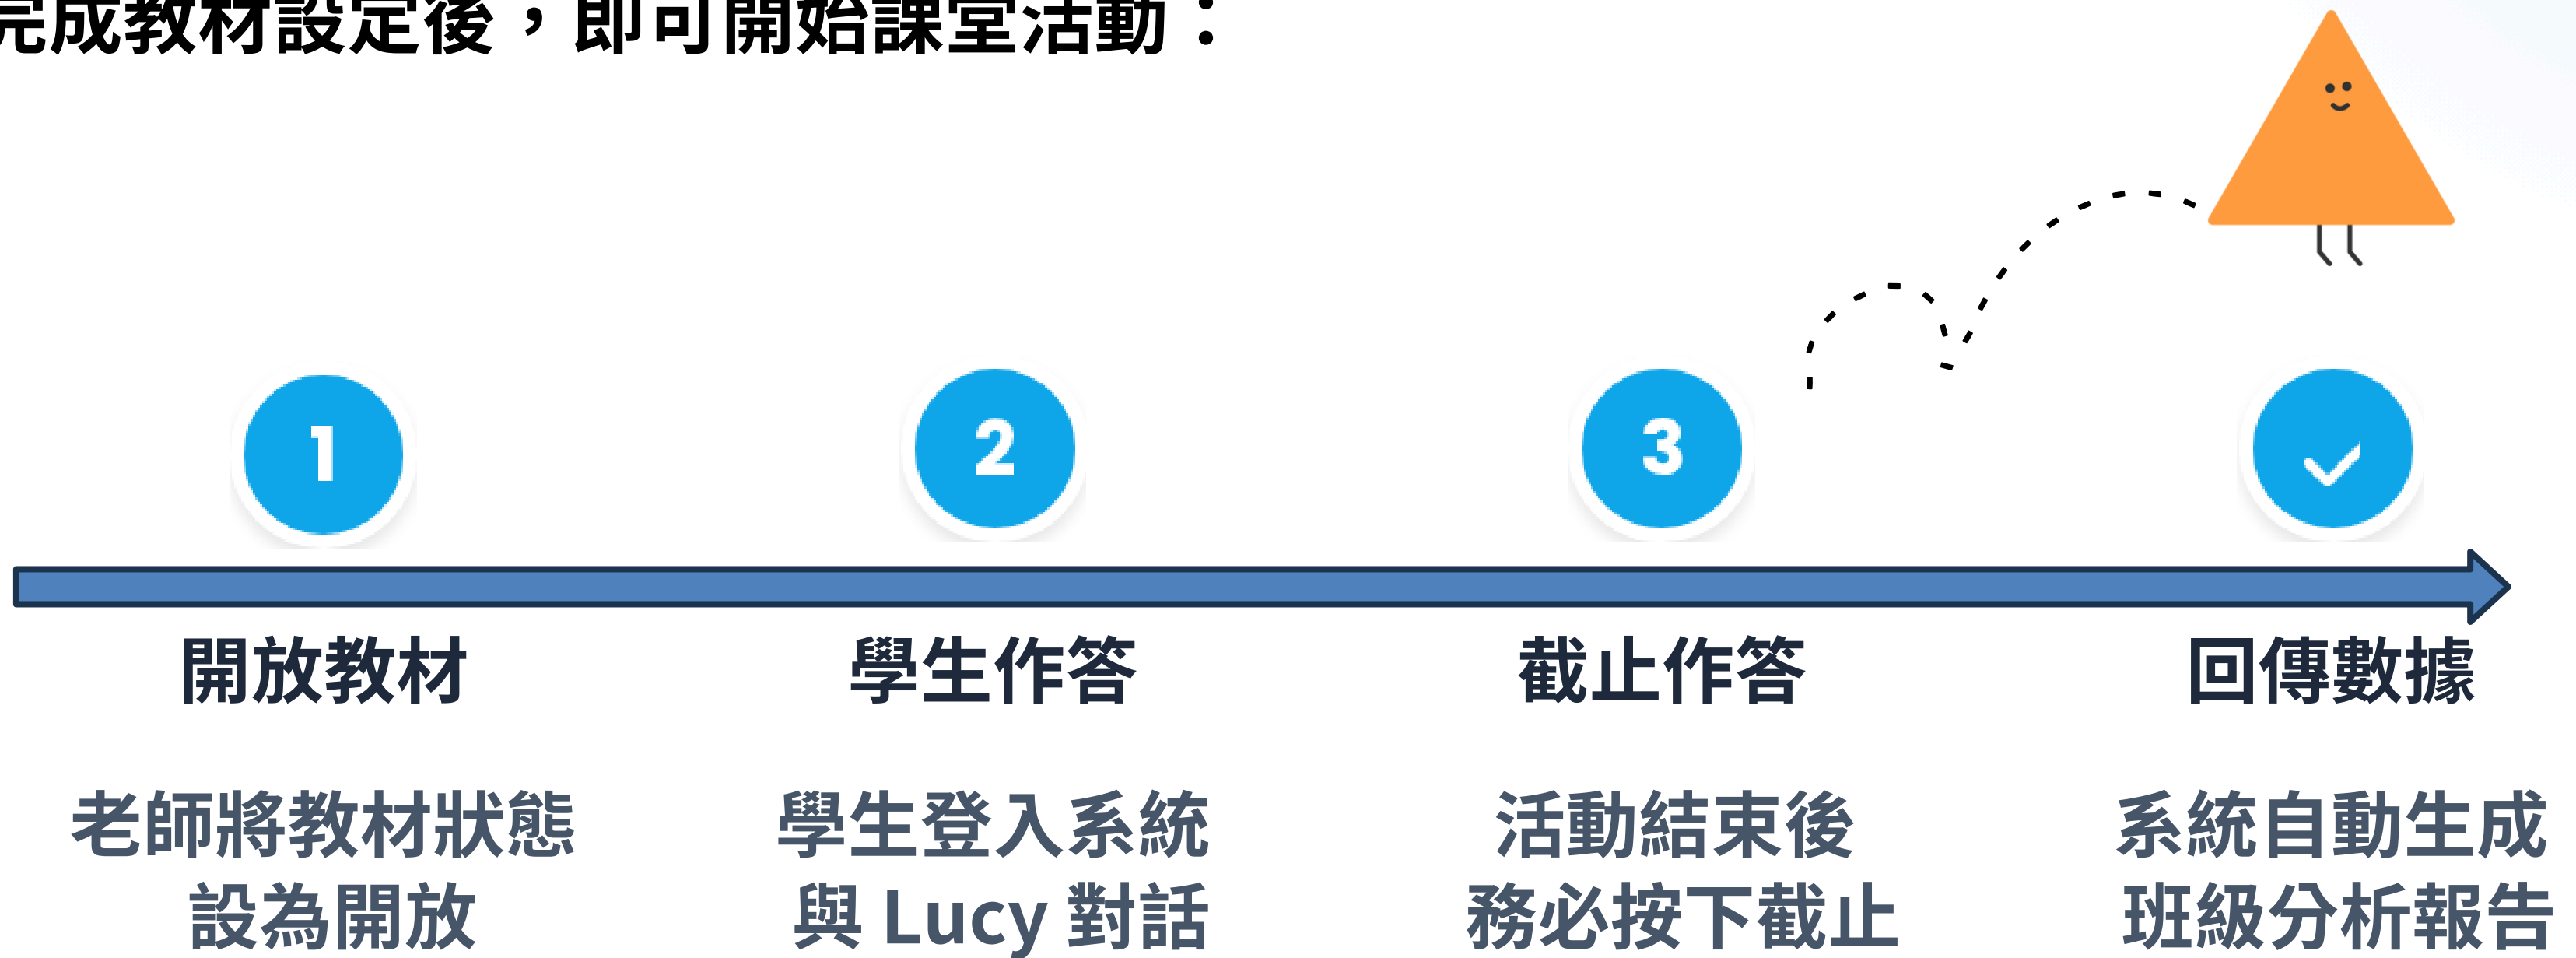 完成教材設定後，即可開始課堂活動：
1
2
3
開放教材
學生作答
截止作答
回傳數據
老師將教材狀態
設為開放
學生登入系統
與 Lucy 對話
活動結束後
務必按下截止
系統自動生成
班級分析報告